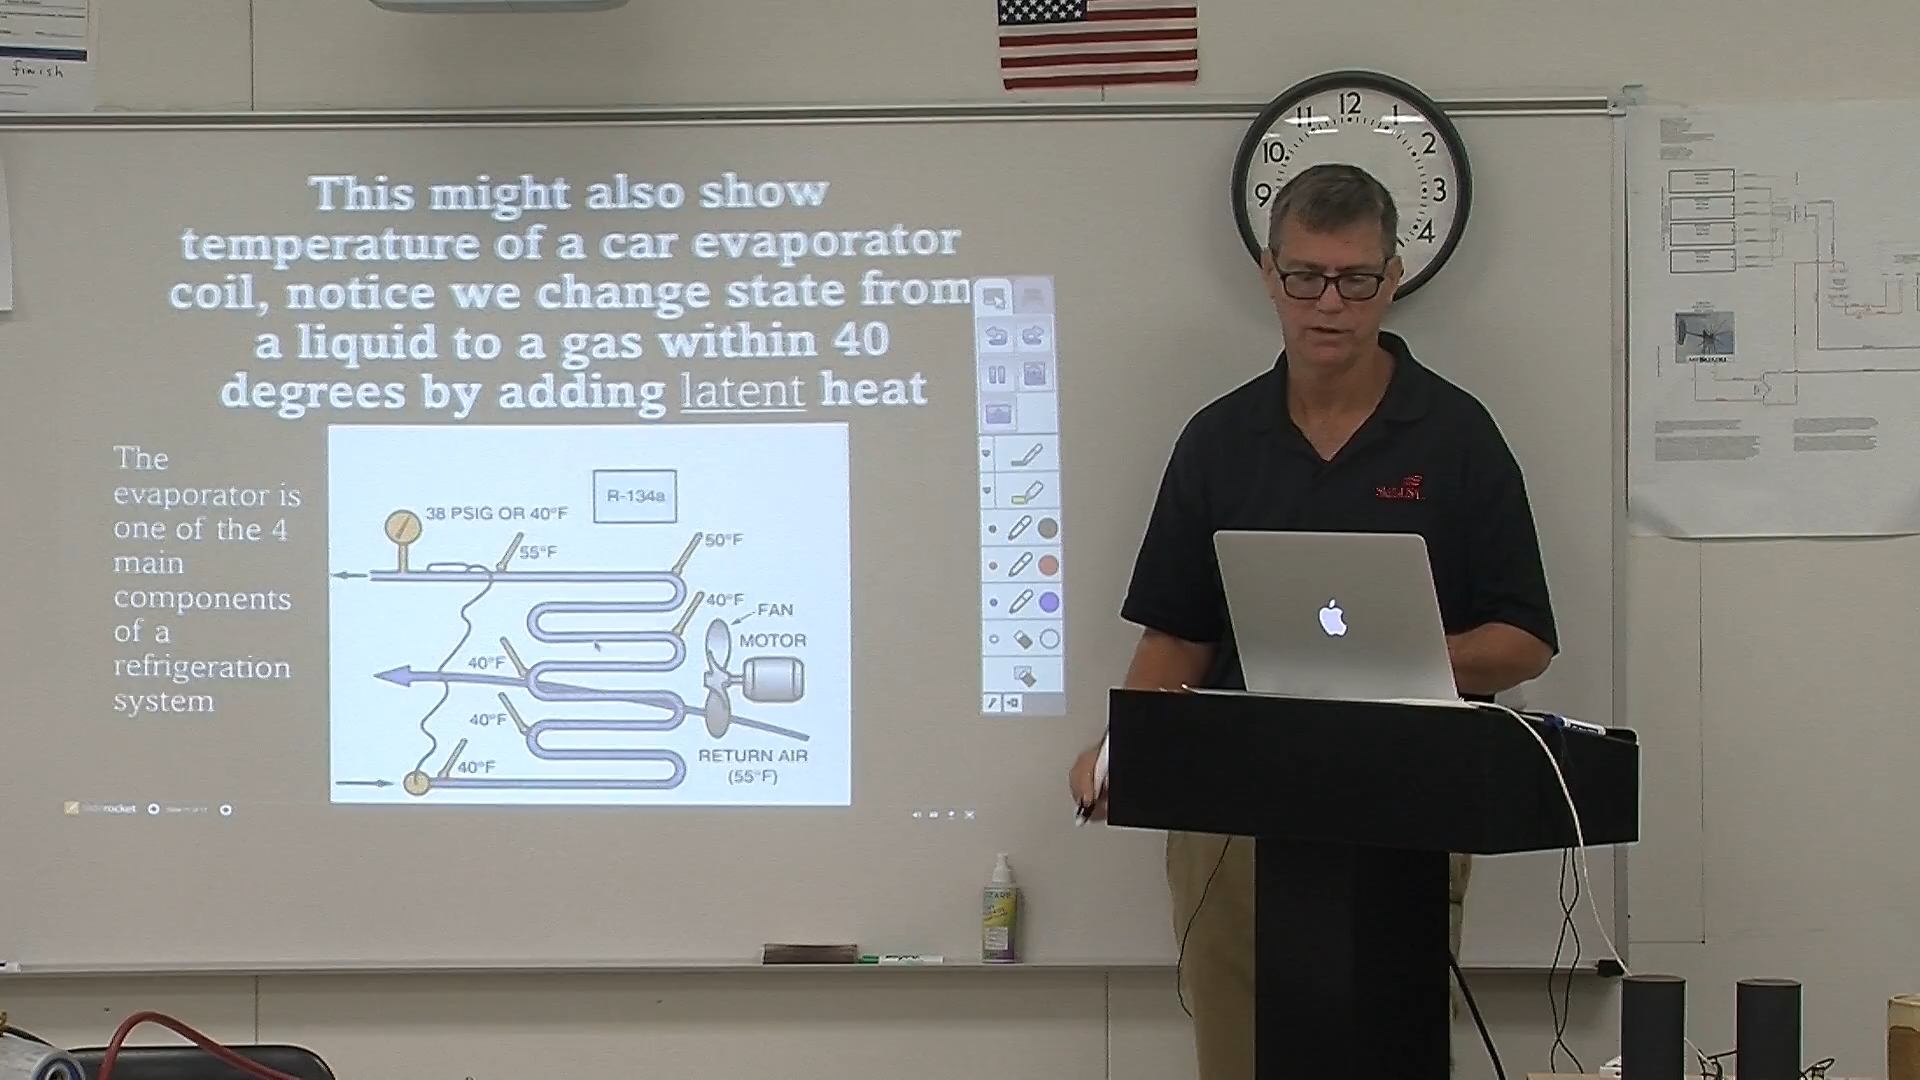 finish
This might also show
temperature of a car evaporator
coil, notice we change state from
a liquid to a gas within 40
degrees by adding latent heat
The
evaporator is
one of the 4
main
components
of a
refrigeration
system
R-134a
38 PSIG OR 40°F
55°F
50°F
40°F
FAN
MOTOR
40°F
40°F
RETURN AIR
(55°F)
40°F
rocket
12
11
1
10
2
9
3
4